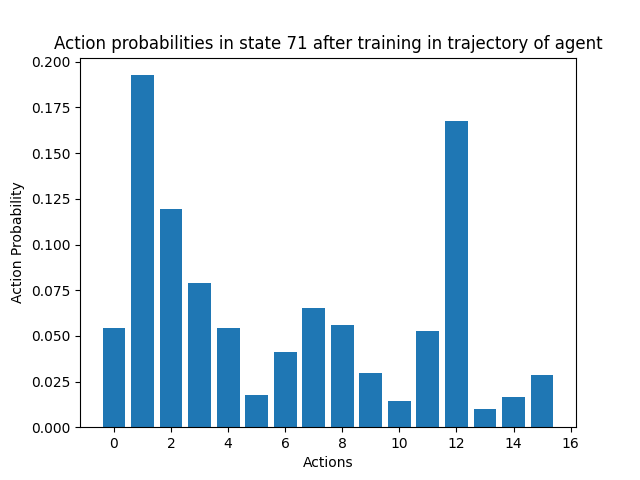 Action probabilities in state 71 after training in trajectory of agent
0.200
0.175
0.150
0.125
0.100
0.075
0.050
0.025
0.000
Action Probability
0 2 4 6 8 10 12 14 16
Actions